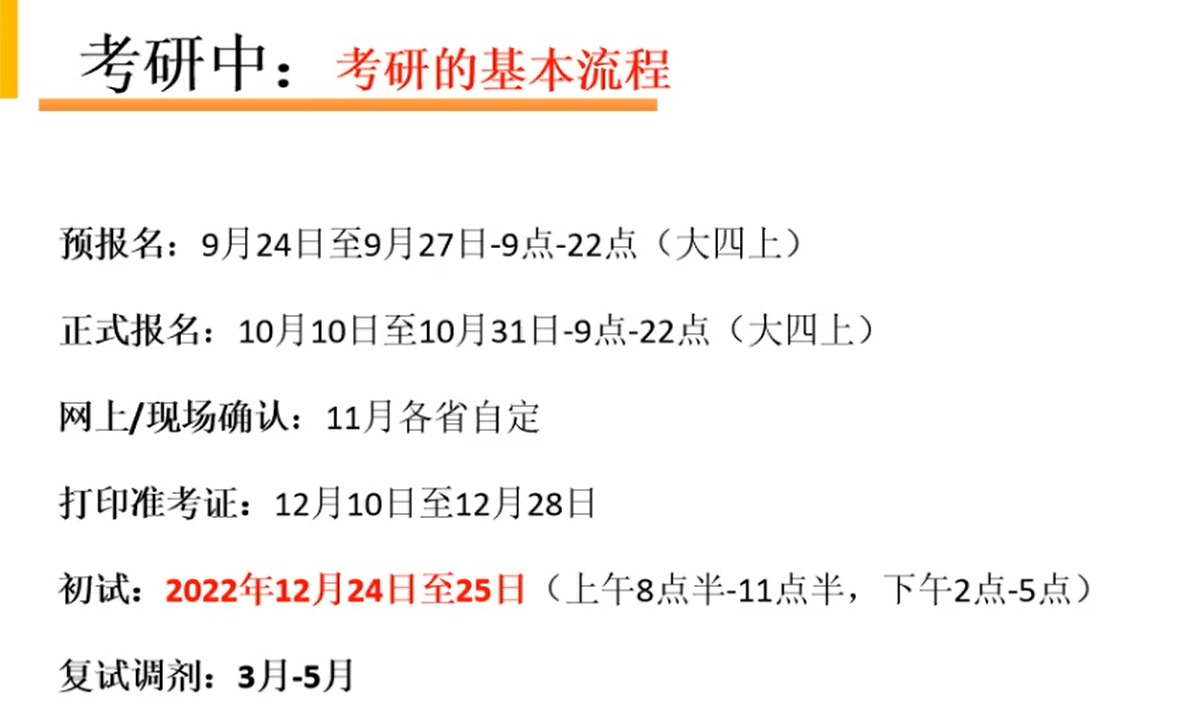 考研中：考研的基本流程
预报名：9月24日至9月27日-9点-22点（大四上）
正式报名：10月10日至10月31日-9点-22点（大四上）
网上/现场确认：11月各省自定
打印准考证：12月10日至12月28日
初试：2022年12月24日至25日（上午8点半-11点半，下午2点-5点）
复试调剂：3月-5月